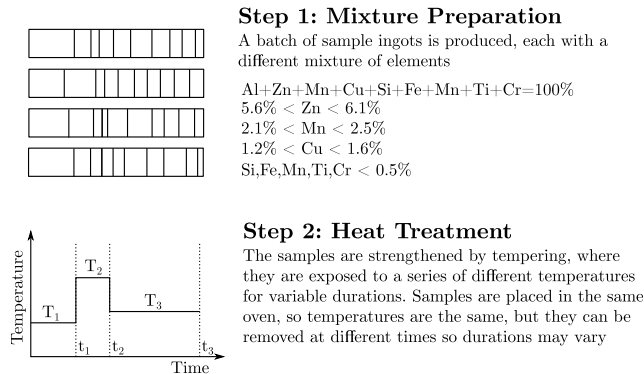 Step 1: Mixture Preparation
A batch of sample ingots is produced, each with a
different mixture of elements
Al+Zn+Mn+Cu+Si+Fe+Mn+Ti+Cr=100%
5.6% < Zn < 6.1%
2.1% < Mn < 2.5%
1.2% < Cu < 1.6%
Si,Fe,Mn,Ti,Cr < 0.5%
Step 2: Heat Treatment
The samples are strengthened by tempering, where
they are exposed to a series of different temperatures
for variable durations. Samples are placed in the same
oven, so temperatures are the same, but they can be
removed at different times so durations may vary
Temperature
T₁
T₂
T₃
t₁
t₂
t₃
Time